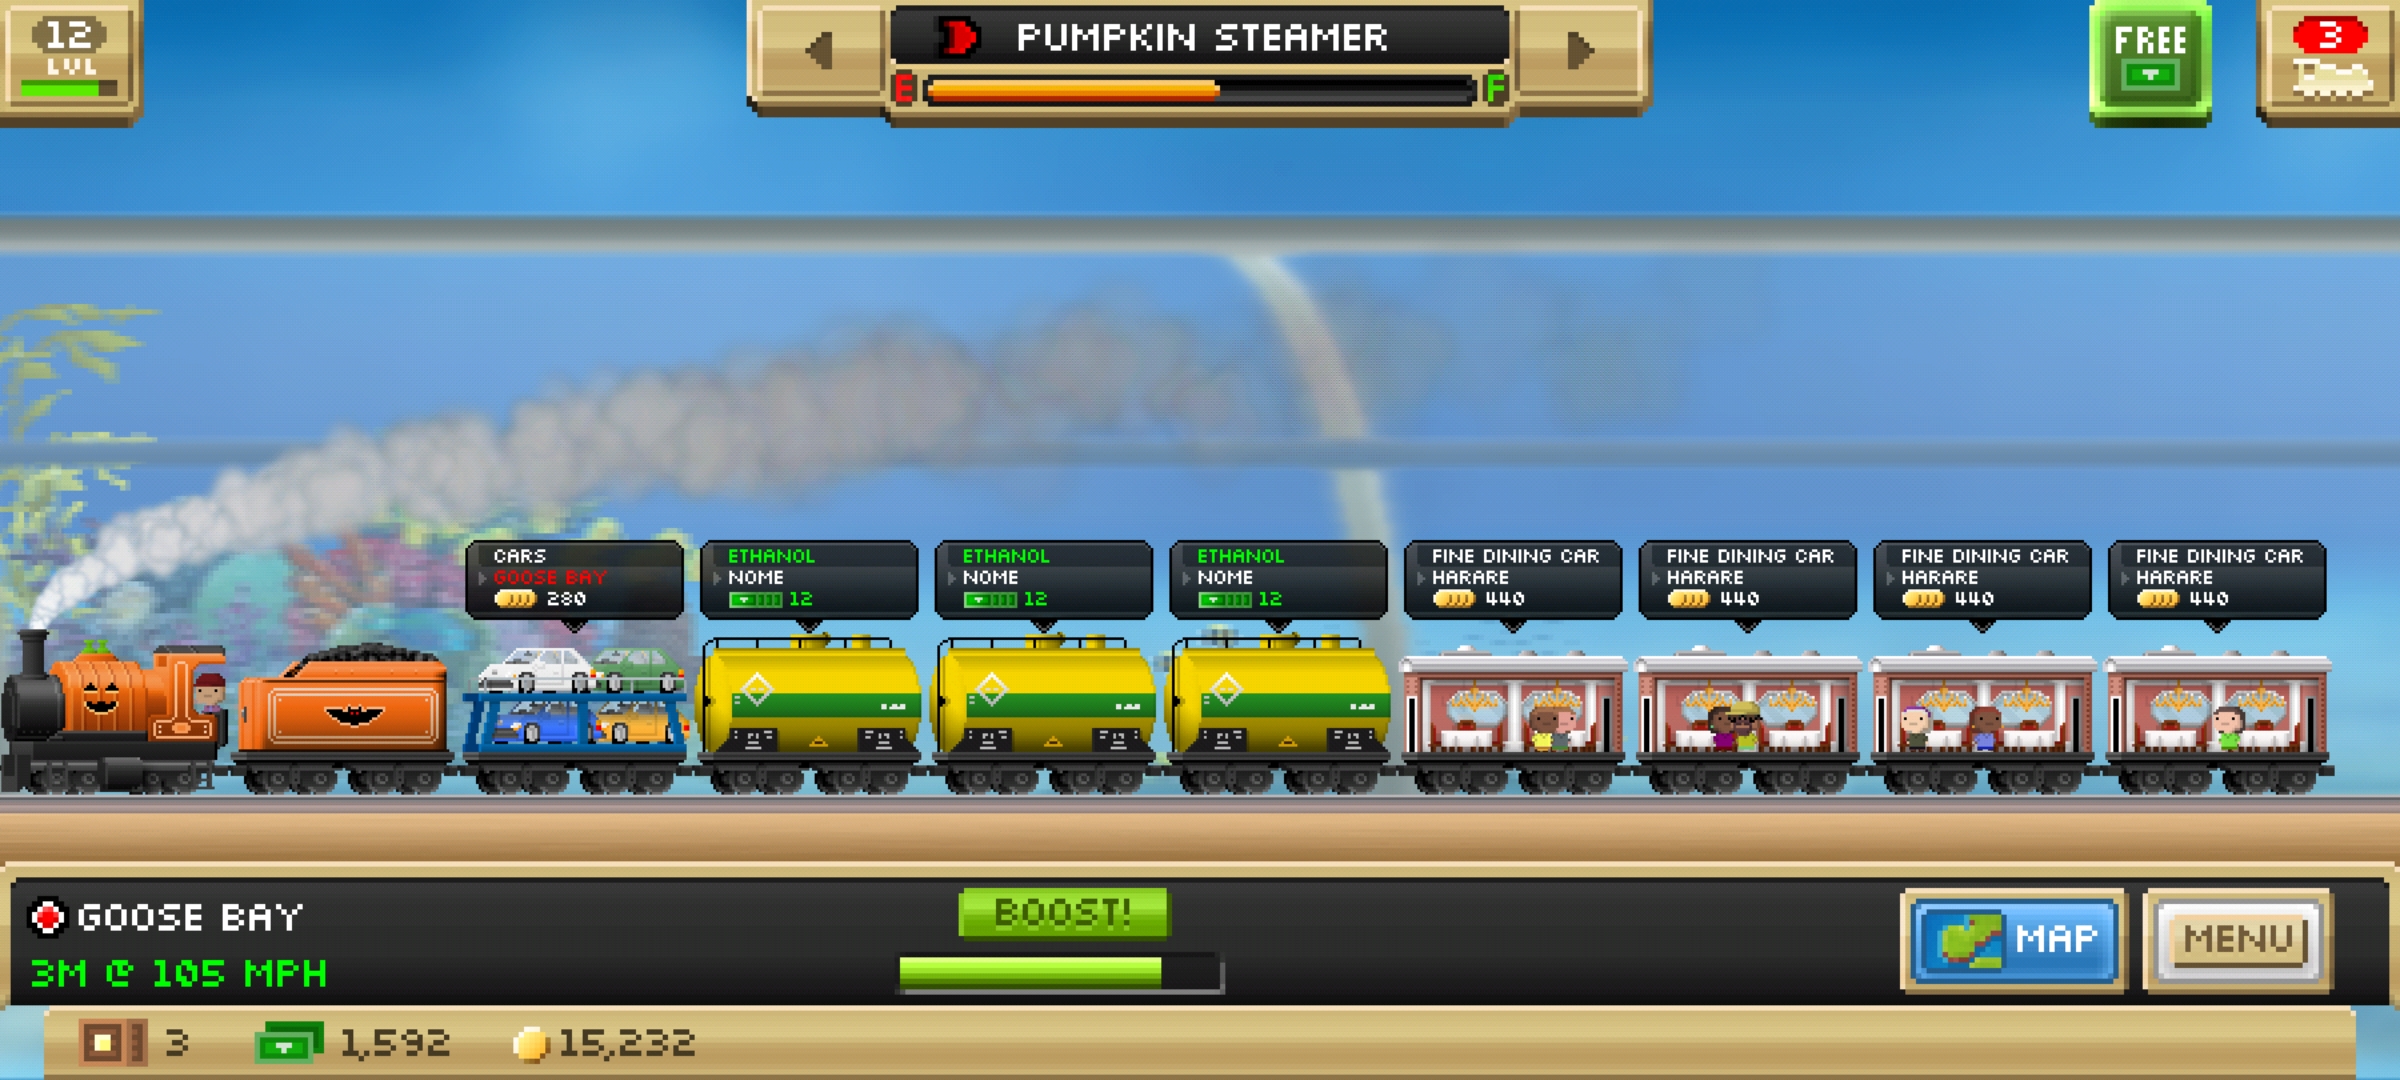 12
LVL
PUMPKIN STEAMER
E F
FREE
3
CARS
GOOSE BAY
280
ETHANOL
NOME
12
ETHANOL
NOME
12
ETHANOL
NOME
12
FINE DINING CAR
HARARE
440
FINE DINING CAR
HARARE
440
FINE DINING CAR
HARARE
440
FINE DINING CAR
HARARE
440
GOOSE BAY
3M @ 105 MPH
BOOST!
MAP
MENU
3
1,592
15,232